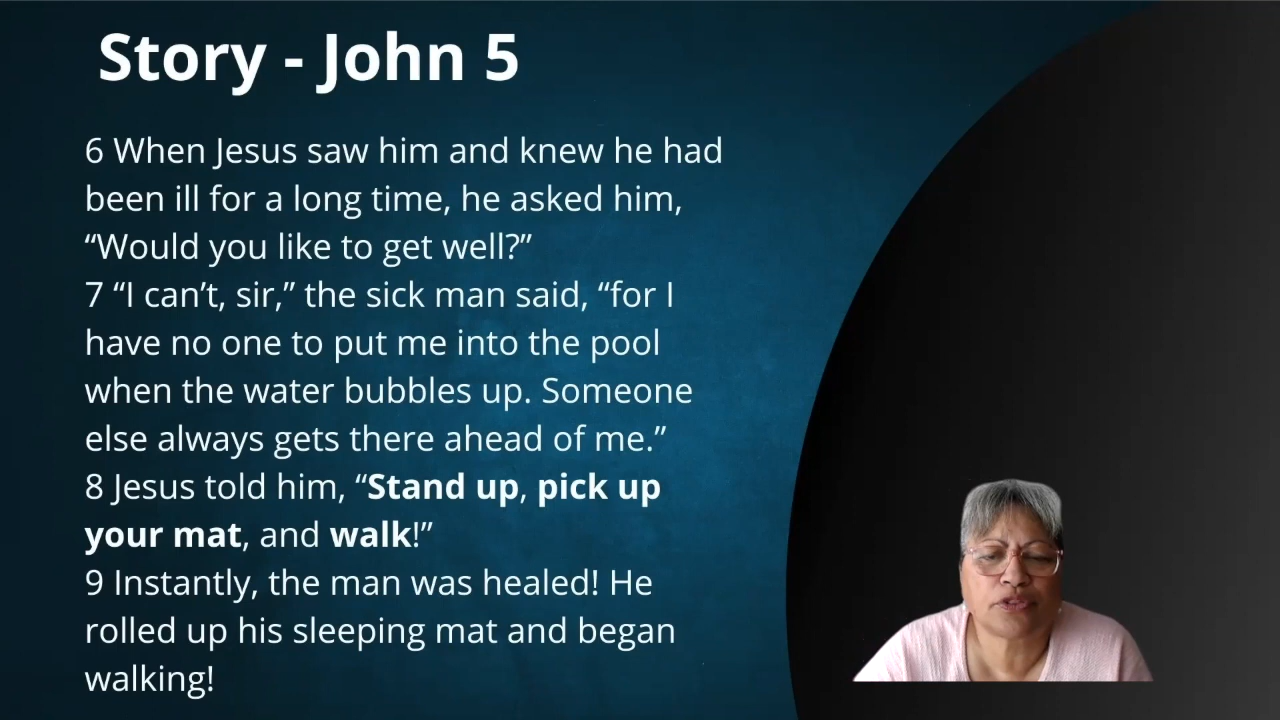 Story - John 5
6 When Jesus saw him and knew he had
been ill for a long time, he asked him,
“Would you like to get well?”
7 “I can’t, sir,” the sick man said, “for I
have no one to put me into the pool
when the water bubbles up. Someone
else always gets there ahead of me.”
8 Jesus told him, “Stand up, pick up
your mat, and walk!”
9 Instantly, the man was healed! He
rolled up his sleeping mat and began
walking!